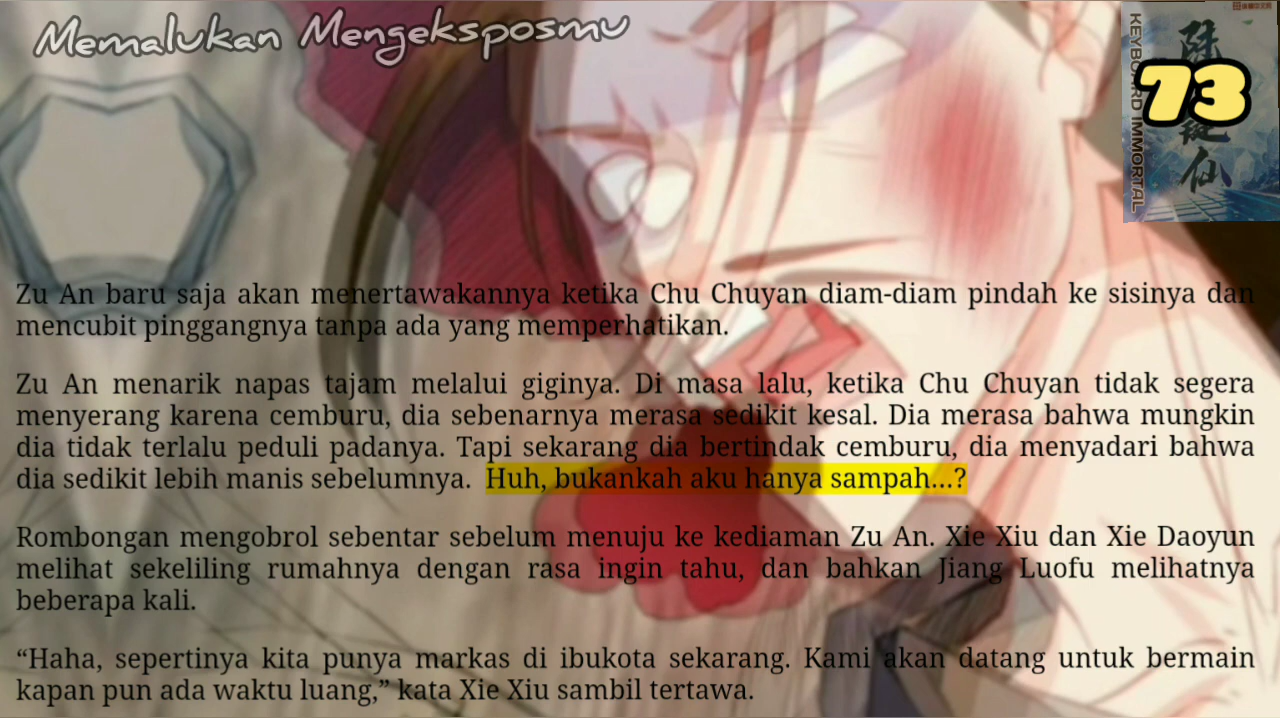 Memalukan Mengeksposmu
73
KEYBOARD IMMORTAL
Zu An baru saja akan menertawakannya ketika Chu Chuyan diam-diam pindah ke sisinya dan
mencubit pinggangnya tanpa ada yang memperhatikan.
Zu An menarik napas tajam melalui giginya. Di masa lalu, ketika Chu Chuyan tidak segera
menyerang karena cemburu, dia sebenarnya merasa sedikit kesal. Dia merasa bahwa mungkin
dia tidak terlalu peduli padanya. Tapi sekarang dia bertindak cemburu, dia menyadari bahwa
dia sedikit lebih manis sebelumnya. Huh, bukankah aku hanya sampah...?
Rombongan mengobrol sebentar sebelum menuju ke kediaman Zu An. Xie Xiu dan Xie Daoyun
melihat sekeliling rumahnya dengan rasa ingin tahu, dan bahkan Jiang Luofu melihatnya
beberapa kali.
“Haha, sepertinya kita punya markas di ibukota sekarang. Kami akan datang untuk bermain
kapan pun ada waktu luang,” kata Xie Xiu sambil tertawa.